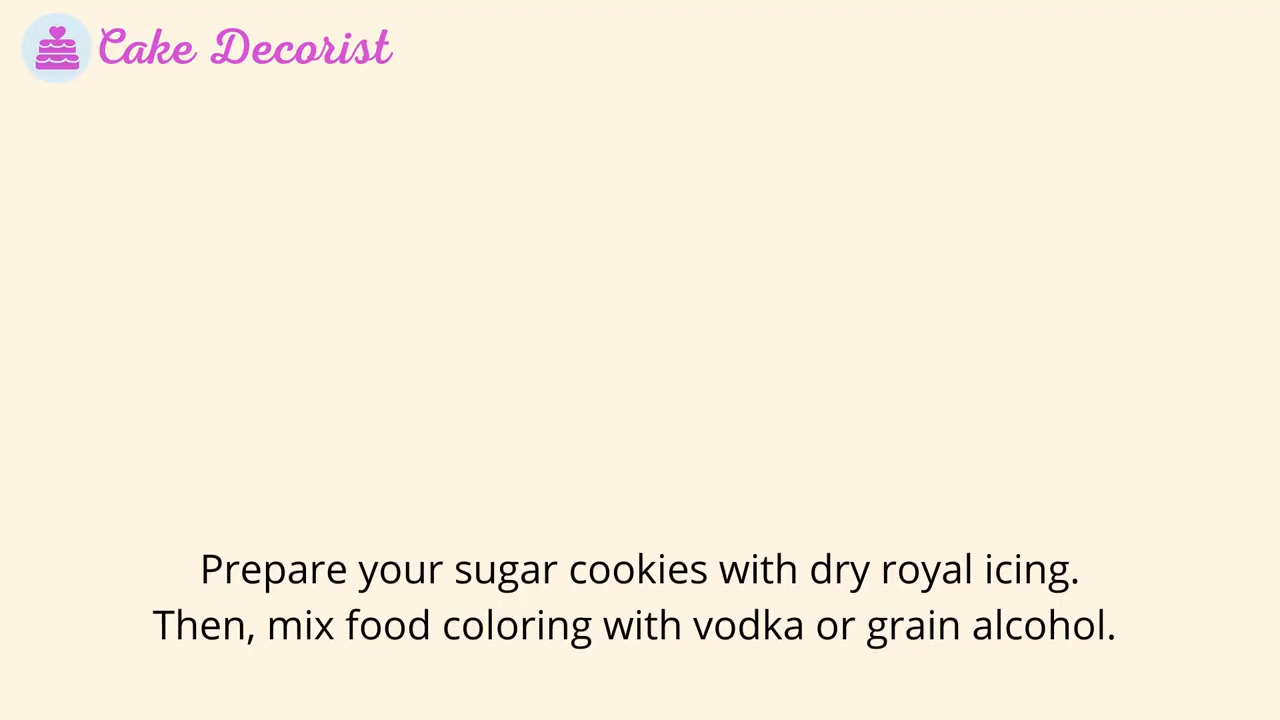 Cake Decorist
Prepare your sugar cookies with dry royal icing.
Then, mix food coloring with vodka or grain alcohol.